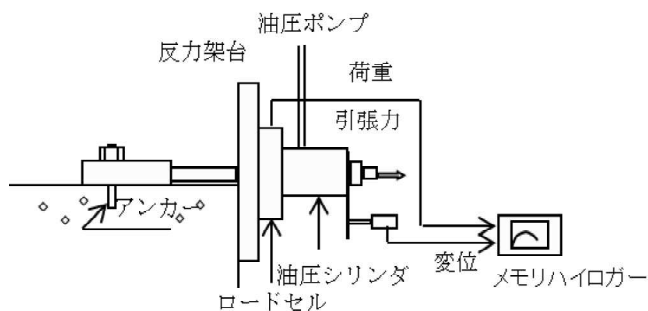 油圧ポンプ
反力架台
荷重
引張力
アンカー
変位
油圧シリンダ
メモリハイロガー
ロードセル